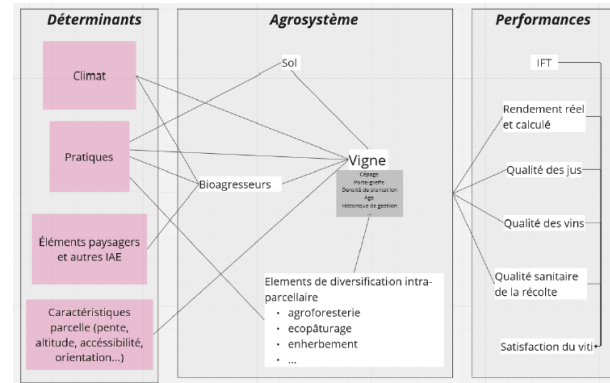 Déterminants
Climat
Pratiques
Éléments paysagers
et autres IAE
Caractéristiques
parcelle (pente,
altitude, accéssibilité,
orientation...)
Agrosystème
Sol
Bioagresseurs
Vigne
Cépage
Porte-greffe
Densité de plantation
Age
Historique de gestion
...
Elements de diversification intra-
parcellaire
• agroforesterie
• ecopâturage
• enherbement
• ...
Performances
IFT
Rendement réel
et calculé
Qualité des jus
Qualité des vins
Qualité sanitaire
de la récolte
Satisfaction du viti